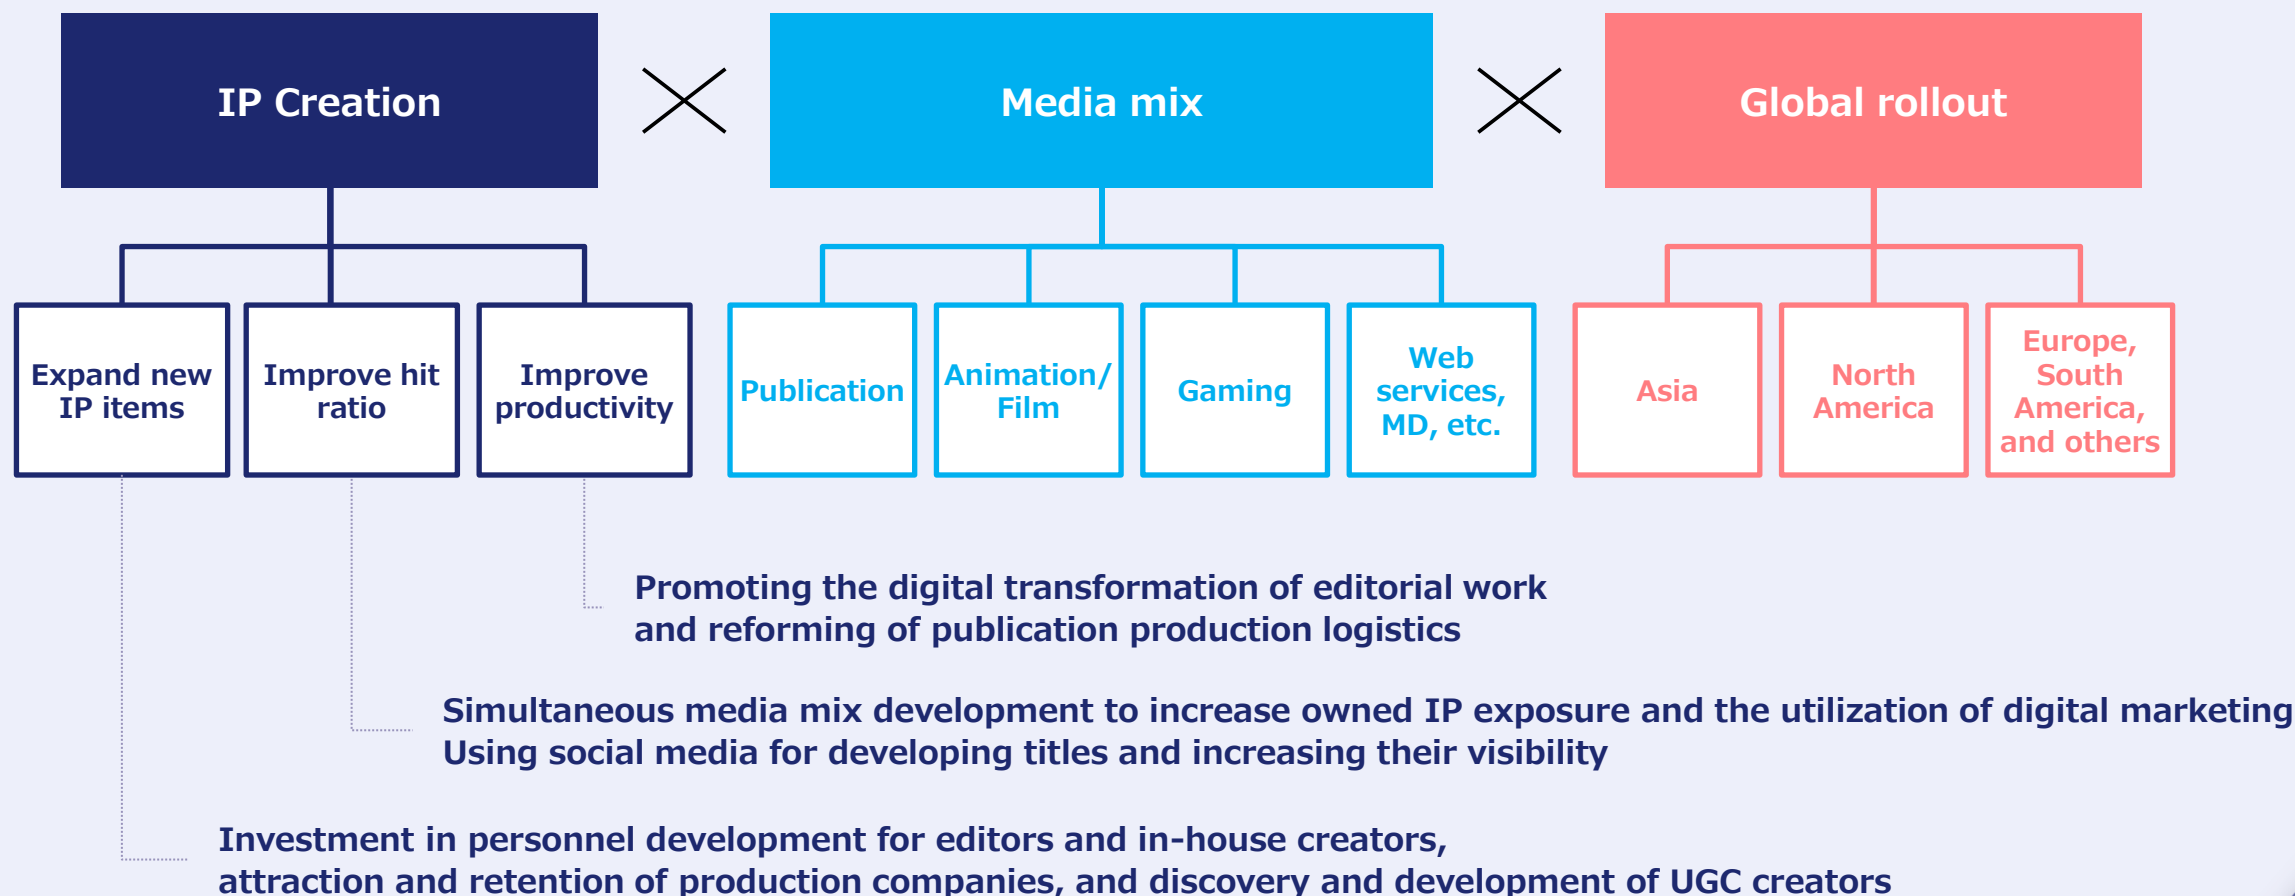 IP Creation
Media mix
Global rollout
Expand new
IP items
Improve hit
ratio
Improve
productivity
Publication
Animation/
Film
Gaming
Web
services,
MD, etc.
Asia
North
America
Europe,
South
America,
and others
Promoting the digital transformation of editorial work
and reforming of publication production logistics
Simultaneous media mix development to increase owned IP exposure and the utilization of digital marketing
Using social media for developing titles and increasing their visibility
Investment in personnel development for editors and in-house creators,
attraction and retention of production companies, and discovery and development of UGC creators